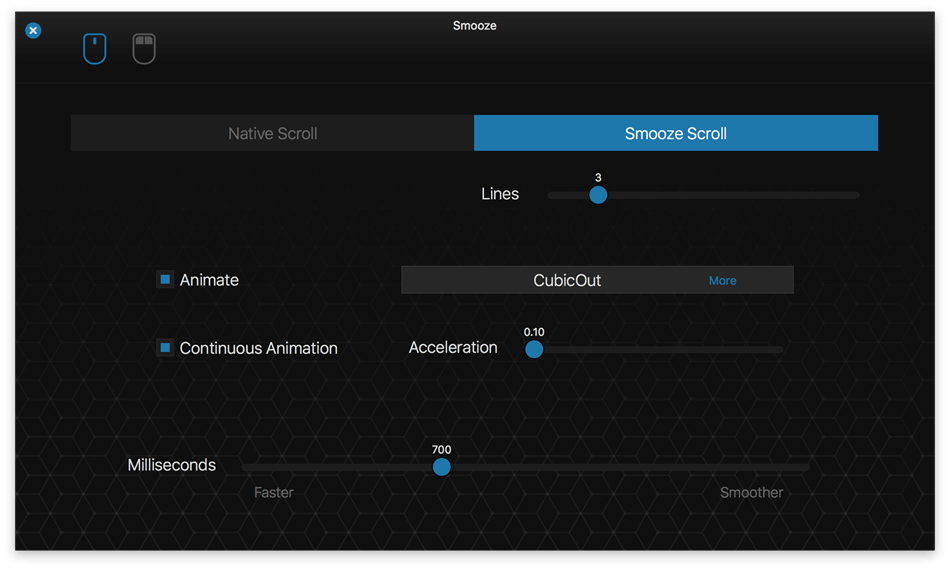 Smooze
Native Scroll
Smooze Scroll
3
Lines
Animate
CubicOut
More
0.10
Continuous Animation
Acceleration
700
Milliseconds
Faster
Smoother